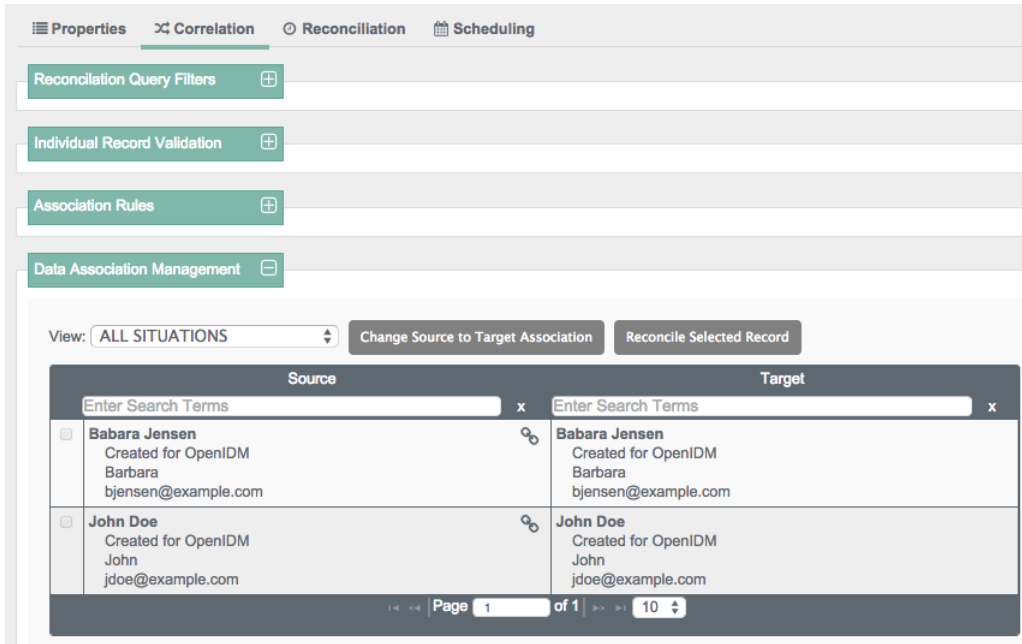 Properties Correlation Reconciliation Scheduling
Reconcilation Query Filters
Individual Record Validation
Association Rules
Data Association Management
View: ALL SITUATIONS Change Source to Target Association Reconcile Selected Record
Source Target
Enter Search Terms x Enter Search Terms x
Babara Jensen Babara Jensen
Created for OpenIDM Created for OpenIDM
Barbara Barbara
bjensen@example.com bjensen@example.com
John Doe John Doe
Created for OpenIDM Created for OpenIDM
John John
jdoe@example.com jdoe@example.com
Page 1 of 1 10